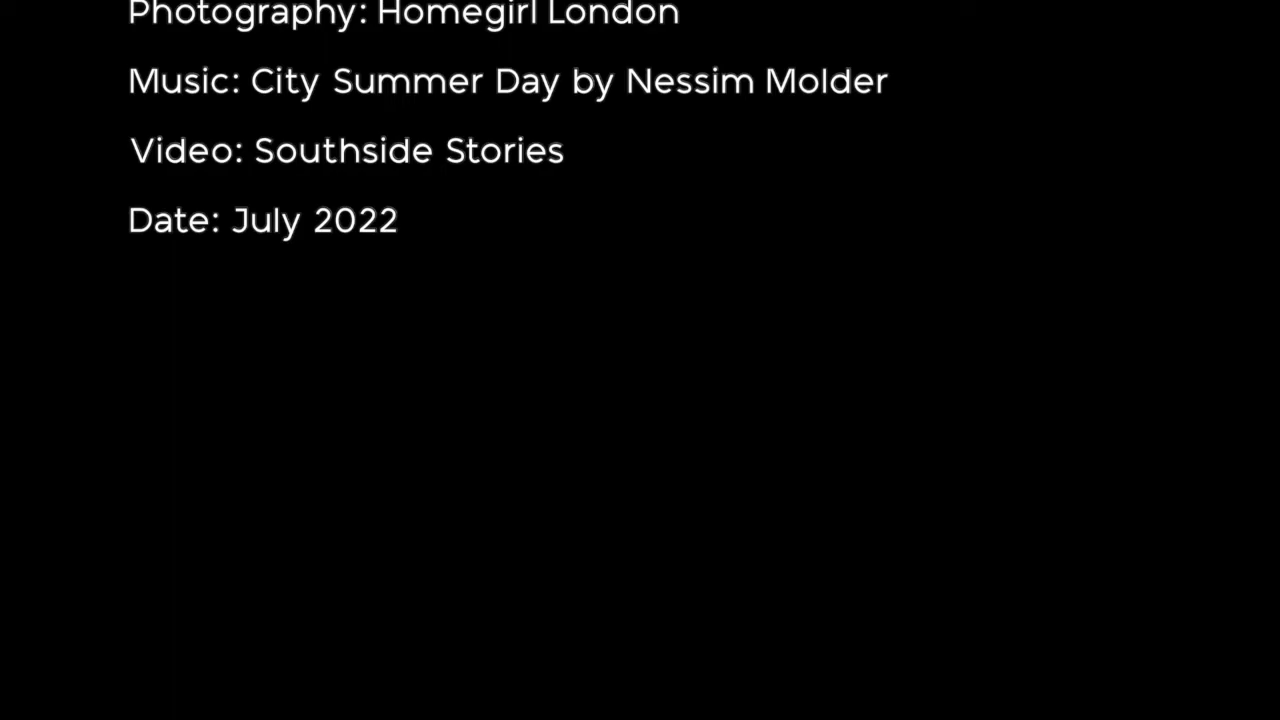 Photography: Homegirl London
Music: City Summer Day by Nessim Molder
Video: Southside Stories
Date: July 2022